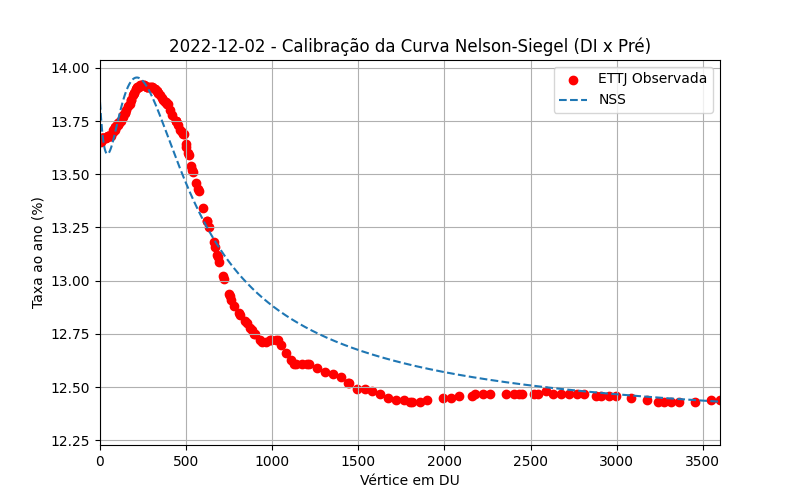 2022-12-02 - Calibração da Curva Nelson-Siegel (DI x Pré)
ETTJ Observada
NSS
Taxa ao ano (%)
14.00
13.75
13.50
13.25
13.00
12.75
12.50
12.25
0 500 1000 1500 2000 2500 3000 3500
Vértice em DU